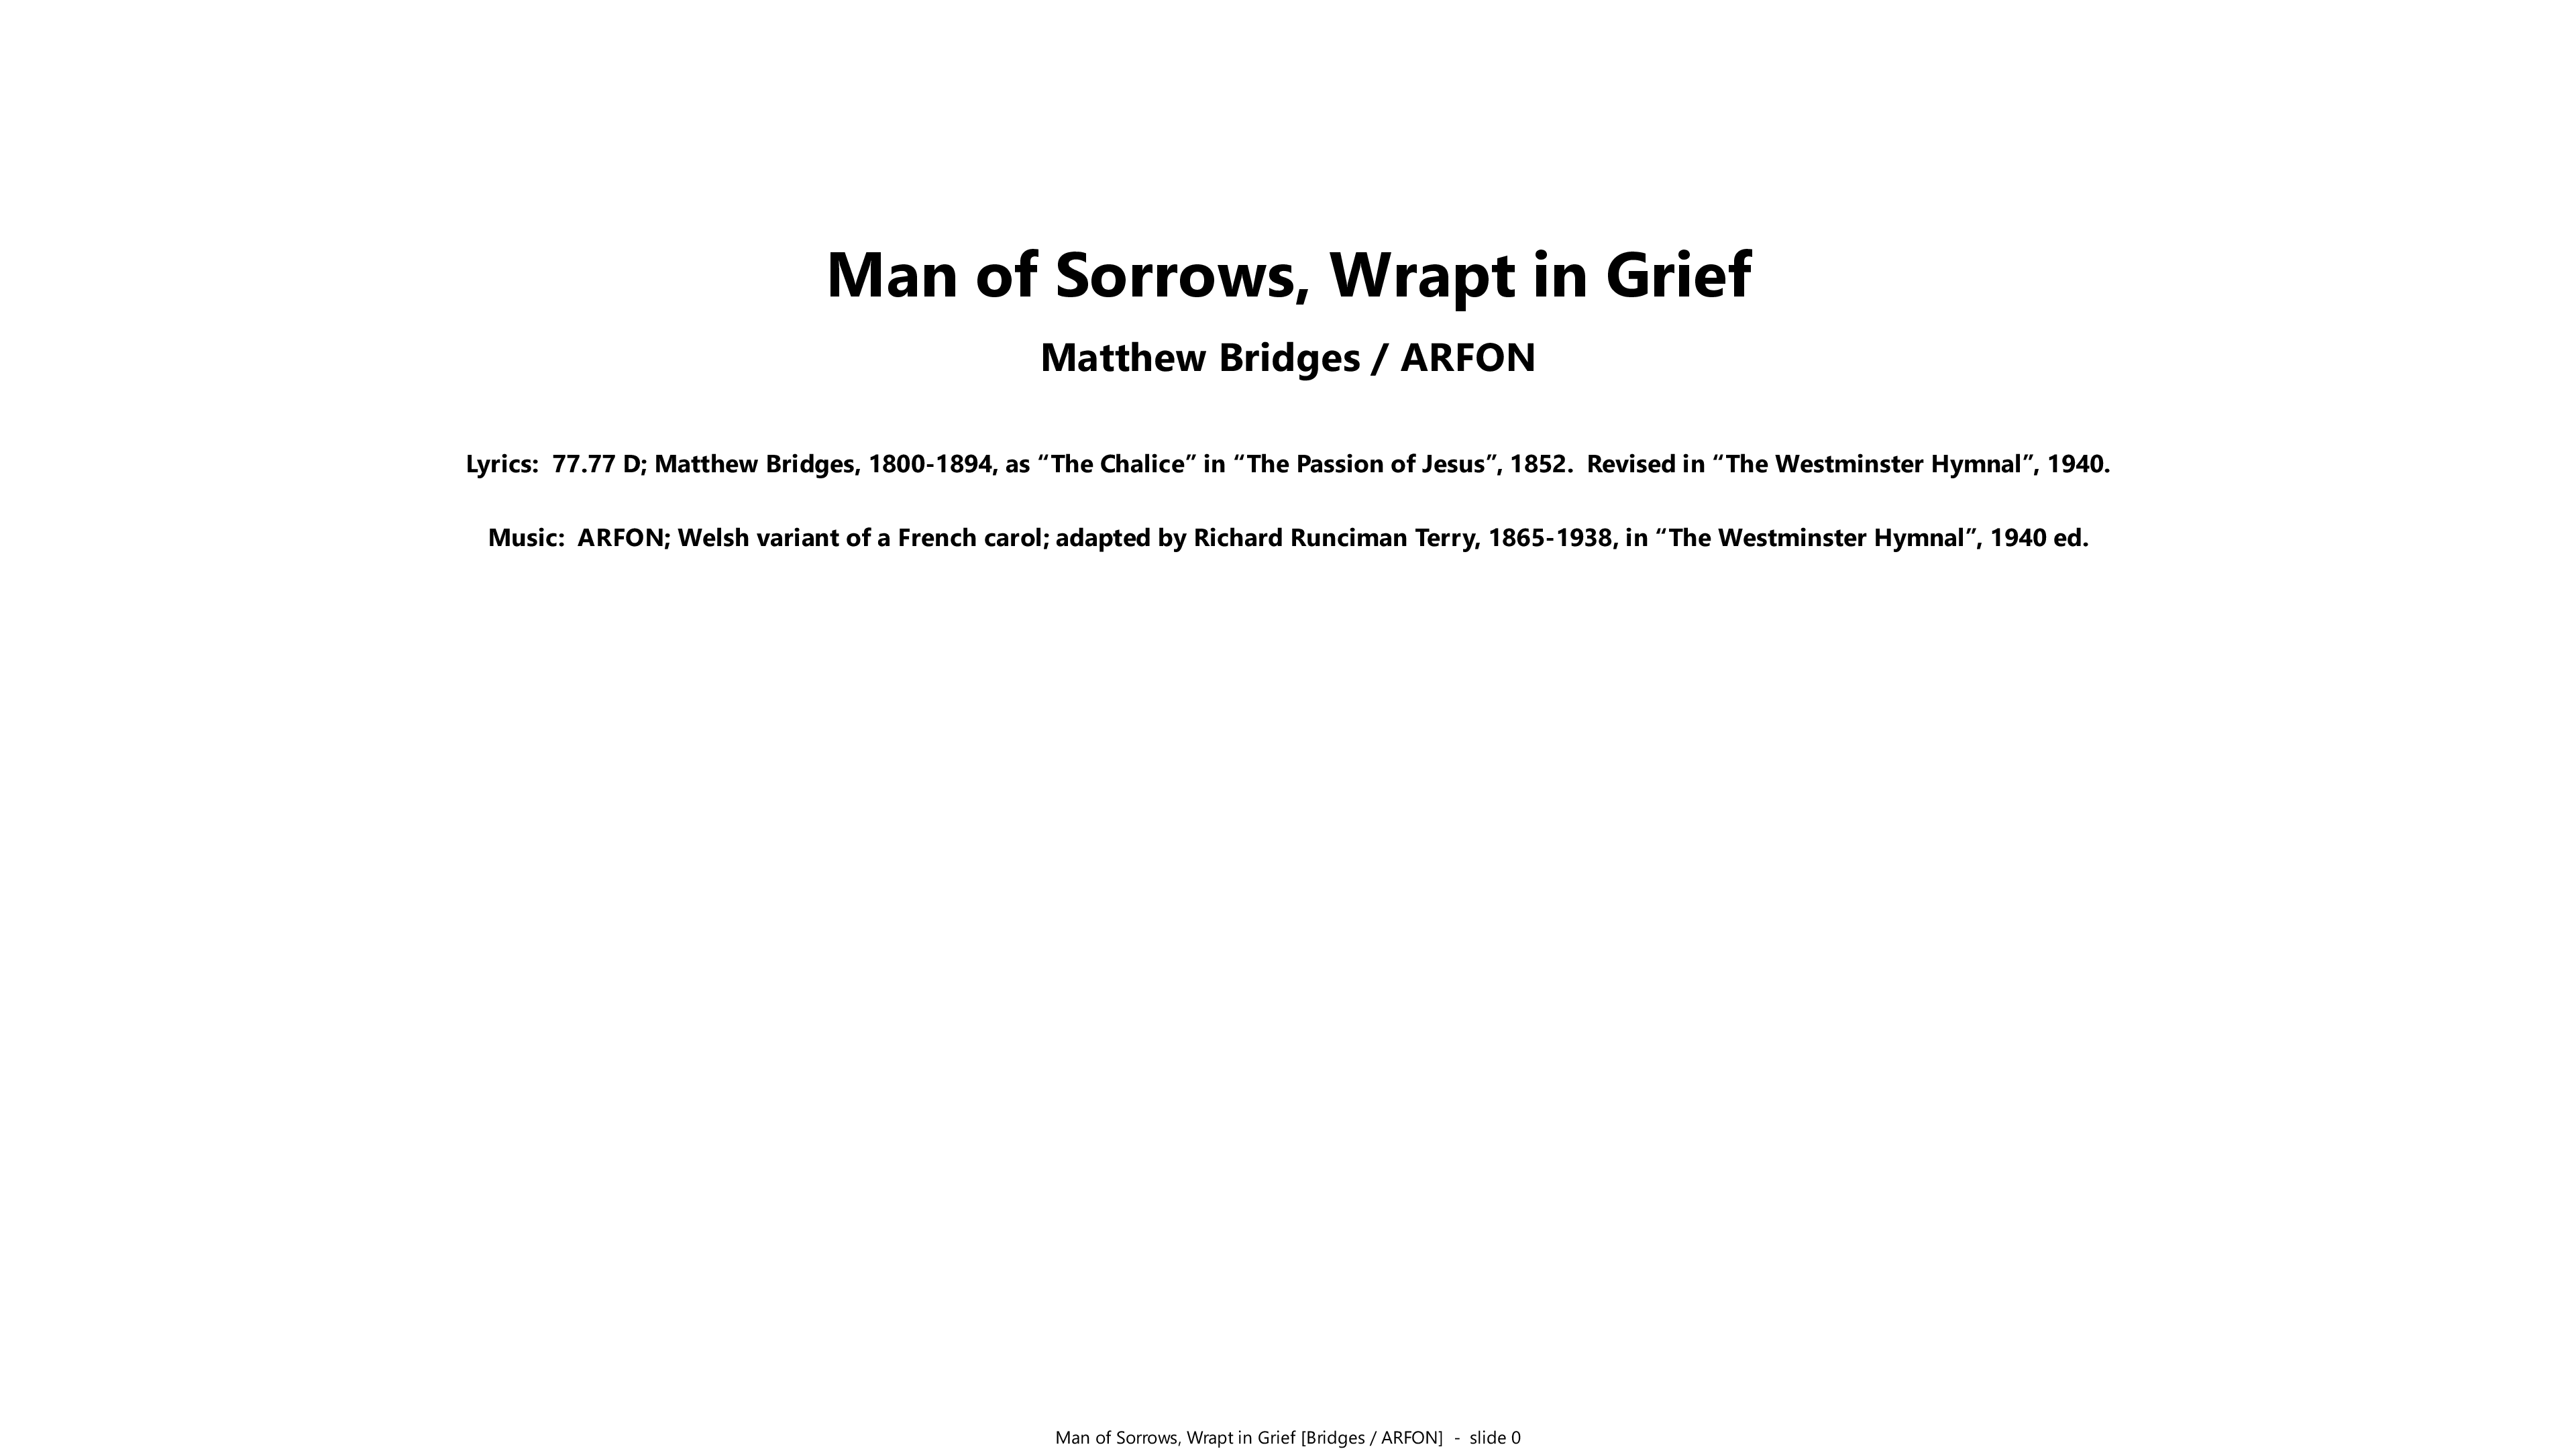 Man of Sorrows, Wrapt in Grief
Matthew Bridges / ARFON
Lyrics:  77.77 D; Matthew Bridges, 1800-1894, as “The Chalice” in “The Passion of Jesus”, 1852.  Revised in “The Westminster Hymnal”, 1940.
Music:  ARFON; Welsh variant of a French carol; adapted by Richard Runciman Terry, 1865-1938, in “The Westminster Hymnal”, 1940 ed.
Man of Sorrows, Wrapt in Grief [Bridges / ARFON]  -  slide 0